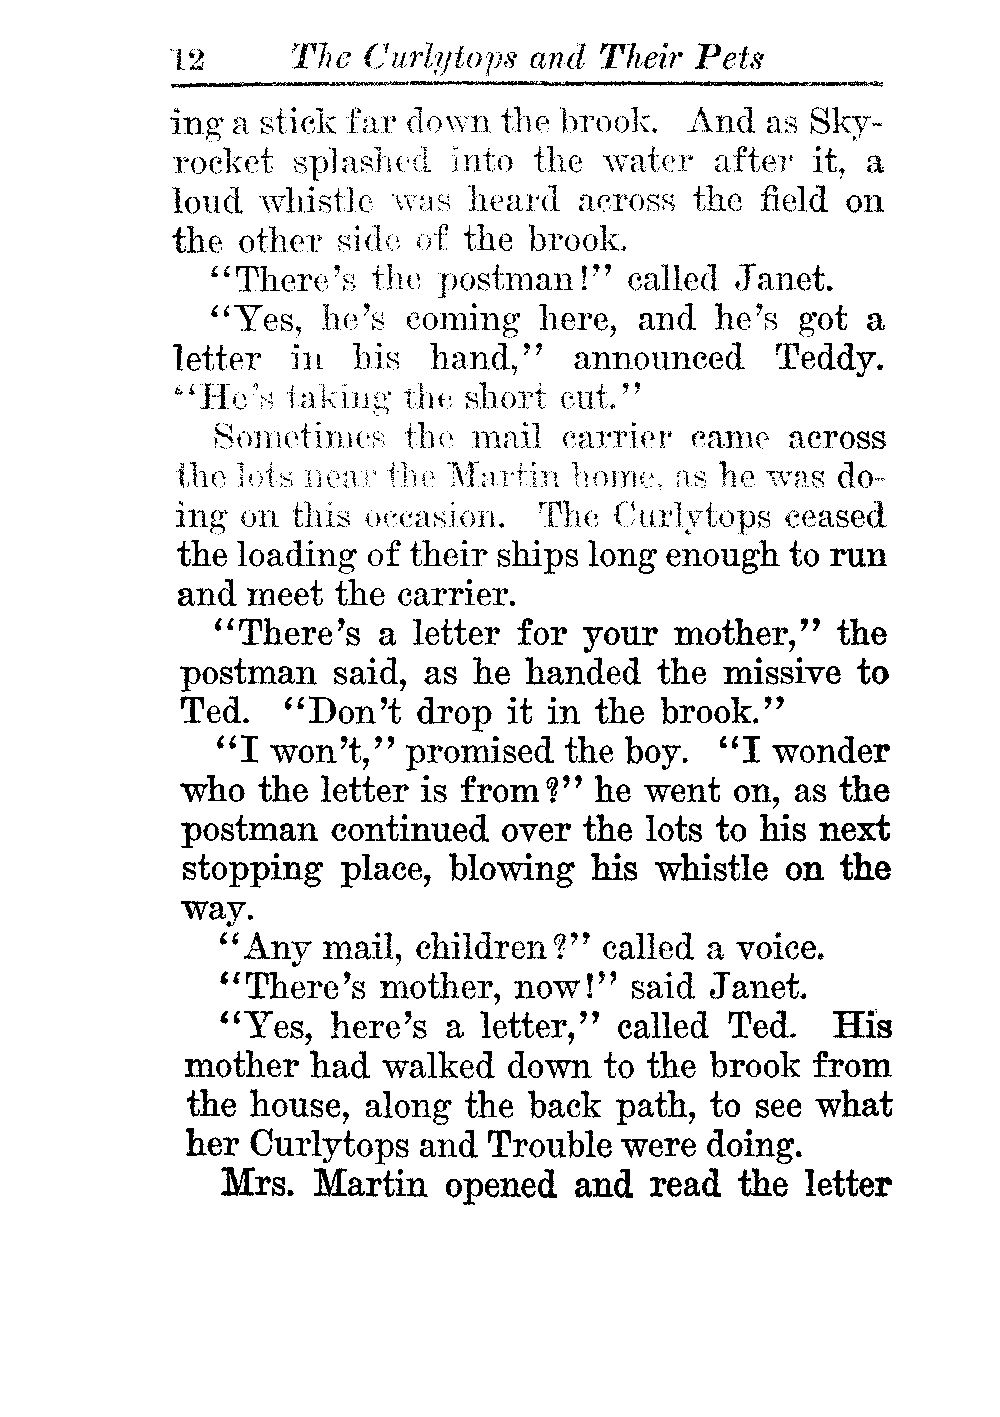 12 The Curlytops and Their Pets
ing a stick far down the brook. And as Sky-
rocket splashed into the water after it, a
loud whistle was heard across the field on
the other side of the brook.
“There’s the postman!” called Janet.
“Yes, he’s coming here, and he’s got a
letter in his hand,” announced Teddy.
“He’s taking the short cut.”
Sometimes the mail carrier came across
the lots near the Martin home, as he was do-
ing on this occasion. The Curlytops ceased
the loading of their ships long enough to run
and meet the carrier.
“There’s a letter for your mother,” the
postman said, as he handed the missive to
Ted. “Don’t drop it in the brook.”
“I won’t,” promised the boy. “I wonder
who the letter is from?” he went on, as the
postman continued over the lots to his next
stopping place, blowing his whistle on the
way.
“Any mail, children?” called a voice.
“There’s mother, now!” said Janet.
“Yes, here’s a letter,” called Ted. His
mother had walked down to the brook from
the house, along the back path, to see what
her Curlytops and Trouble were doing.
Mrs. Martin opened and read the letter